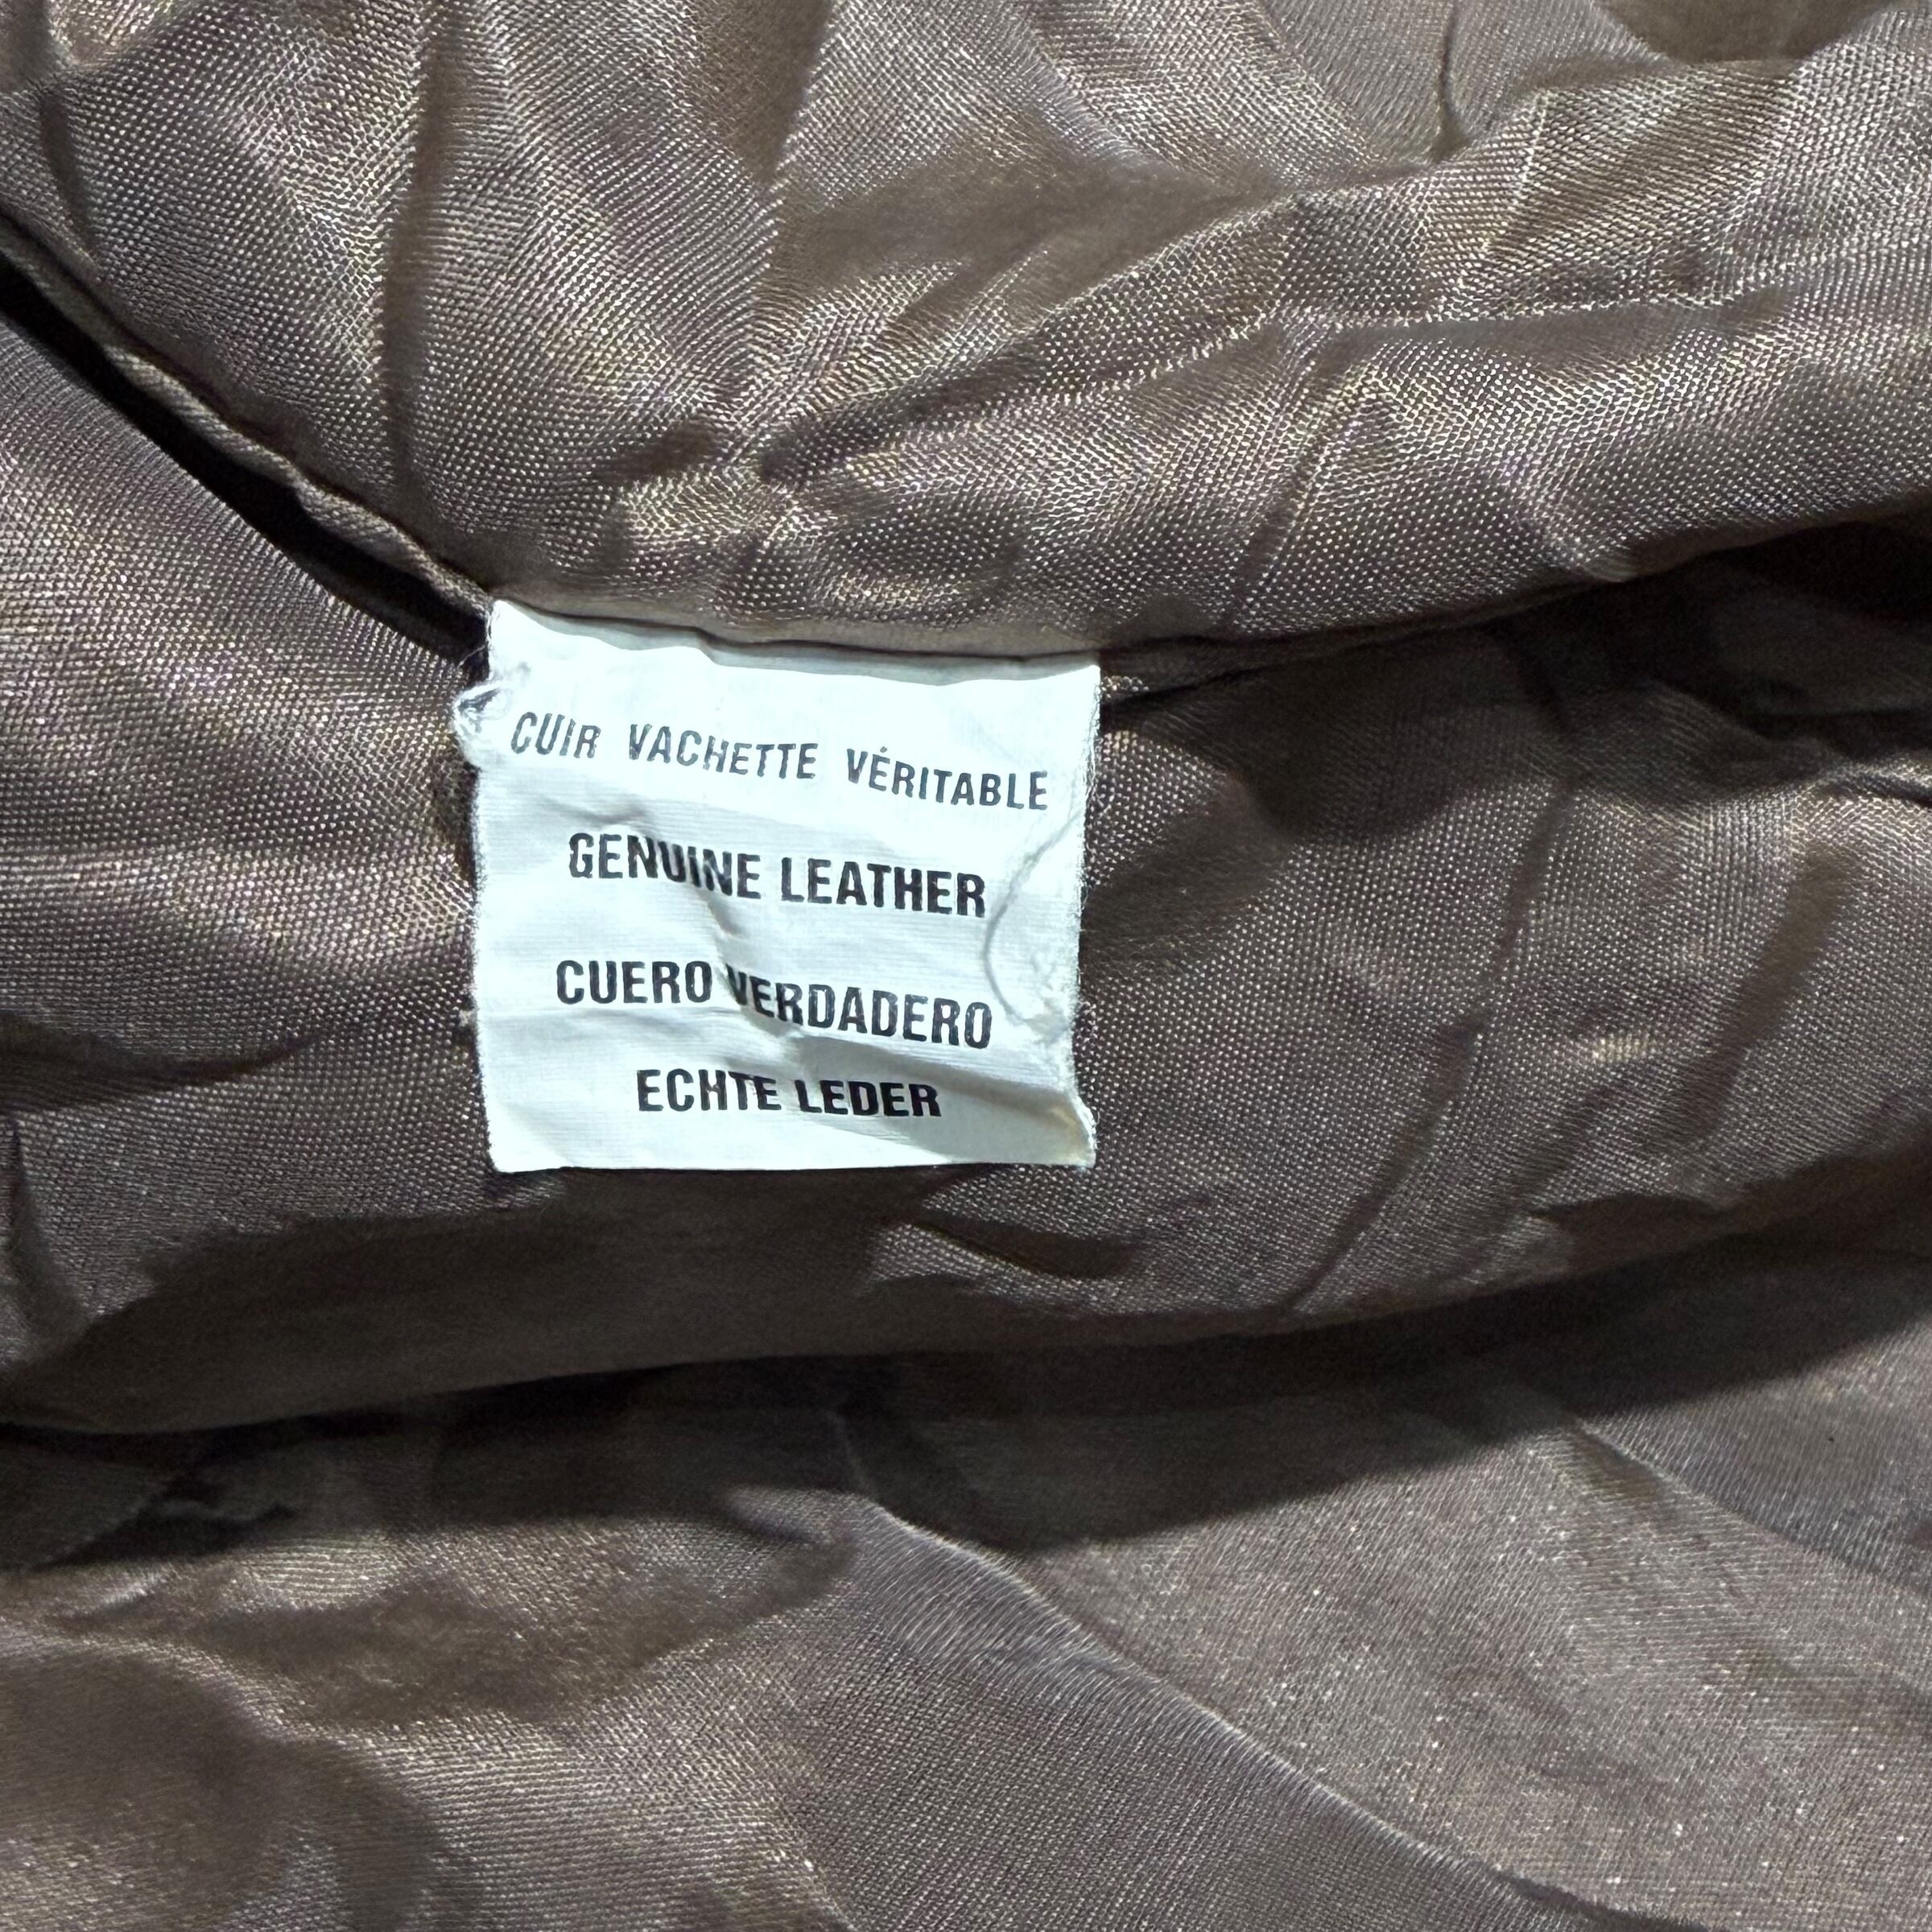 CUIR VACHETTE VÉRITABLE
GENUINE LEATHER
CUERO VERDADERO
ECHTE LEDER